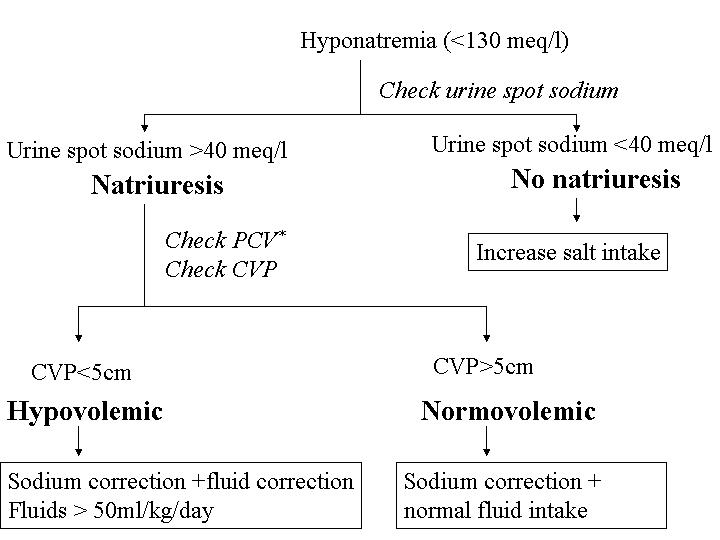 Hyponatremia (<130 meq/l)
Check urine spot sodium
Urine spot sodium >40 meq/l
Natriuresis
Urine spot sodium <40 meq/l
No natriuresis
Check PCV*
Check CVP
Increase salt intake
CVP<5cm
Hypovolemic
CVP>5cm
Normovolemic
Sodium correction +fluid correction
Fluids > 50ml/kg/day
Sodium correction +
normal fluid intake